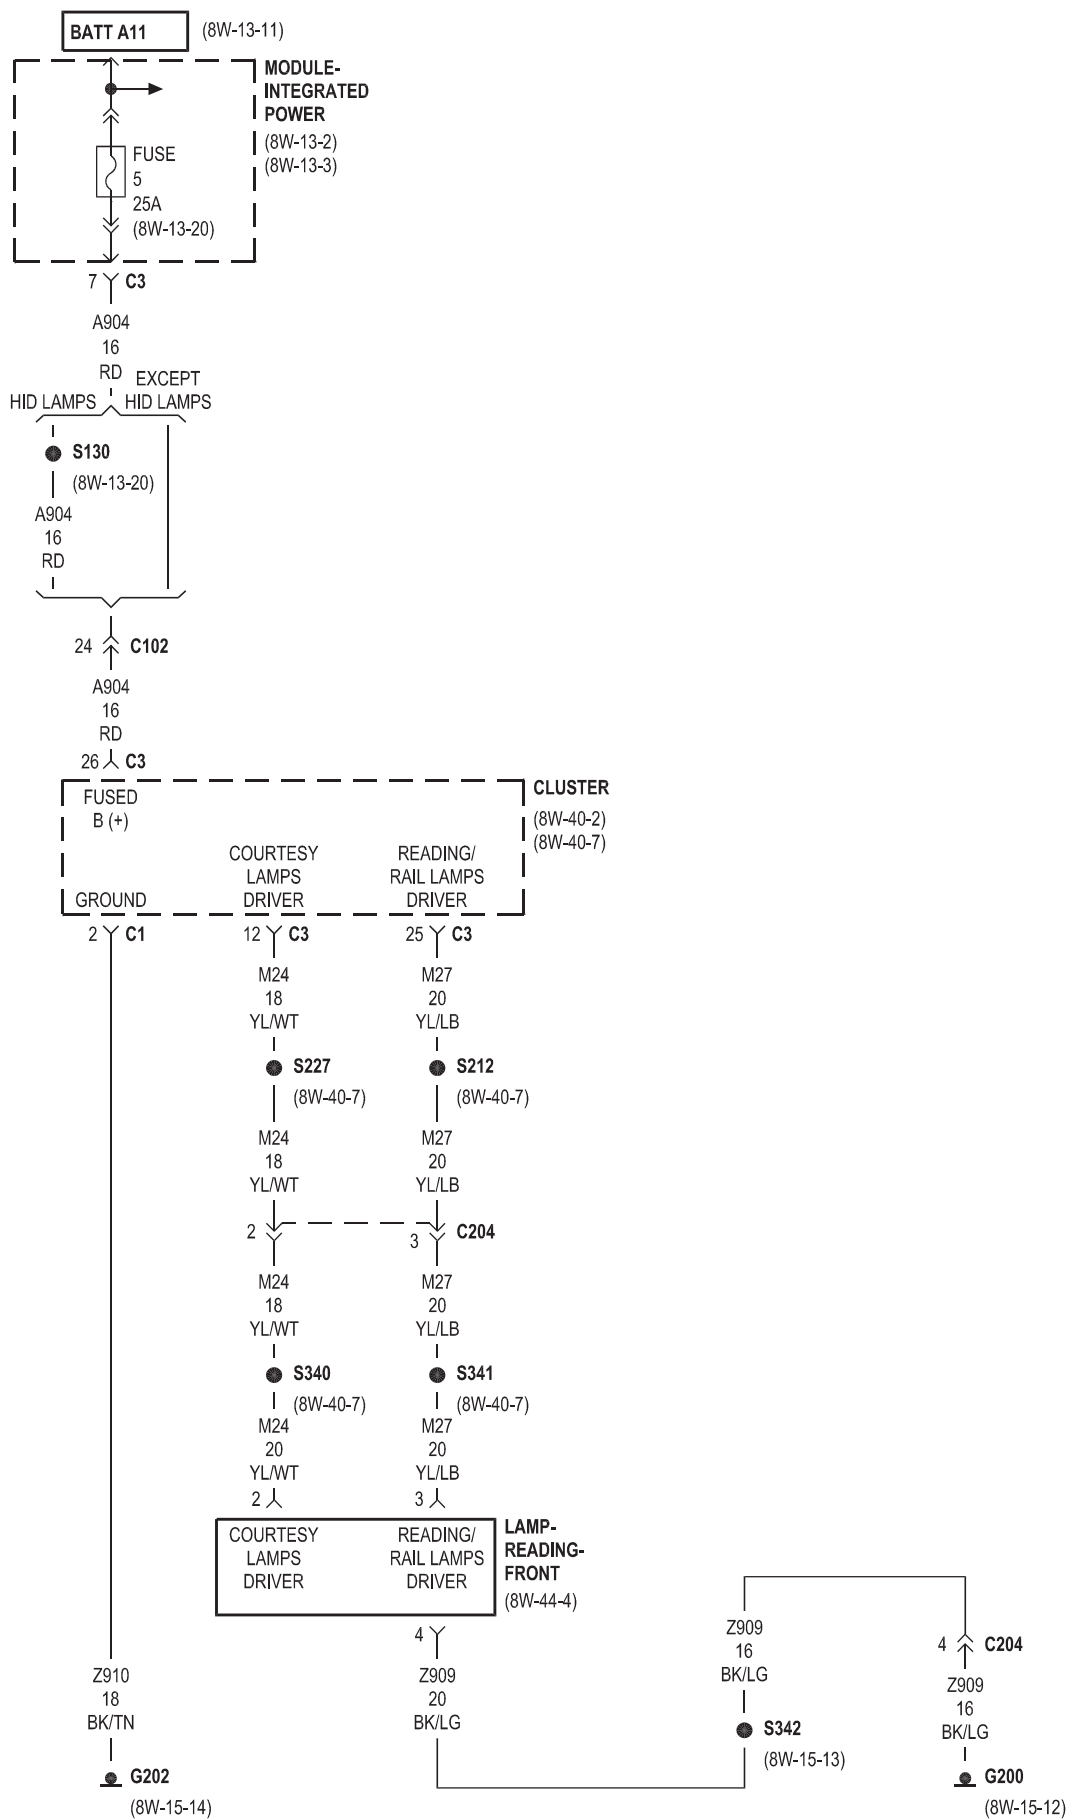 BATT A11 (8W-13-11)
MODULE-
INTEGRATED
POWER
(8W-13-2)
(8W-13-3)
FUSE
5
25A
(8W-13-20)
7 C3
A904
16
RD
HID LAMPS
EXCEPT
HID LAMPS
S130
(8W-13-20)
A904
16
RD
24 C102
A904
16
RD
26 C3
FUSED
B (+)
CLUSTER
(8W-40-2)
(8W-40-7)
GROUND
COURTESY
LAMPS
DRIVER
READING/
RAIL LAMPS
DRIVER
2 C1
12 C3
25 C3
M24
18
YL/WT
M27
20
YL/LB
S227
(8W-40-7)
S212
(8W-40-7)
M24
18
YL/WT
M27
20
YL/LB
2
3
C204
M24
18
YL/WT
M27
20
YL/LB
S340
(8W-40-7)
S341
(8W-40-7)
M24
20
YL/WT
M27
20
YL/LB
2
3
COURTESY
LAMPS
DRIVER
READING/
RAIL LAMPS
DRIVER
LAMP-
READING-
FRONT
(8W-44-4)
4
Z910
18
BK/TN
Z909
20
BK/LG
Z909
16
BK/LG
4 C204
Z909
16
BK/LG
S342
(8W-15-13)
G202
(8W-15-14)
G200
(8W-15-12)